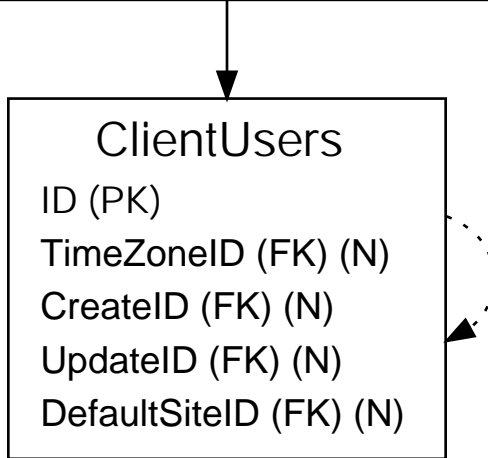 ClientUsers
ID (PK)
TimeZoneID (FK) (N)
CreateID (FK) (N)
UpdateID (FK) (N)
DefaultSiteID (FK) (N)